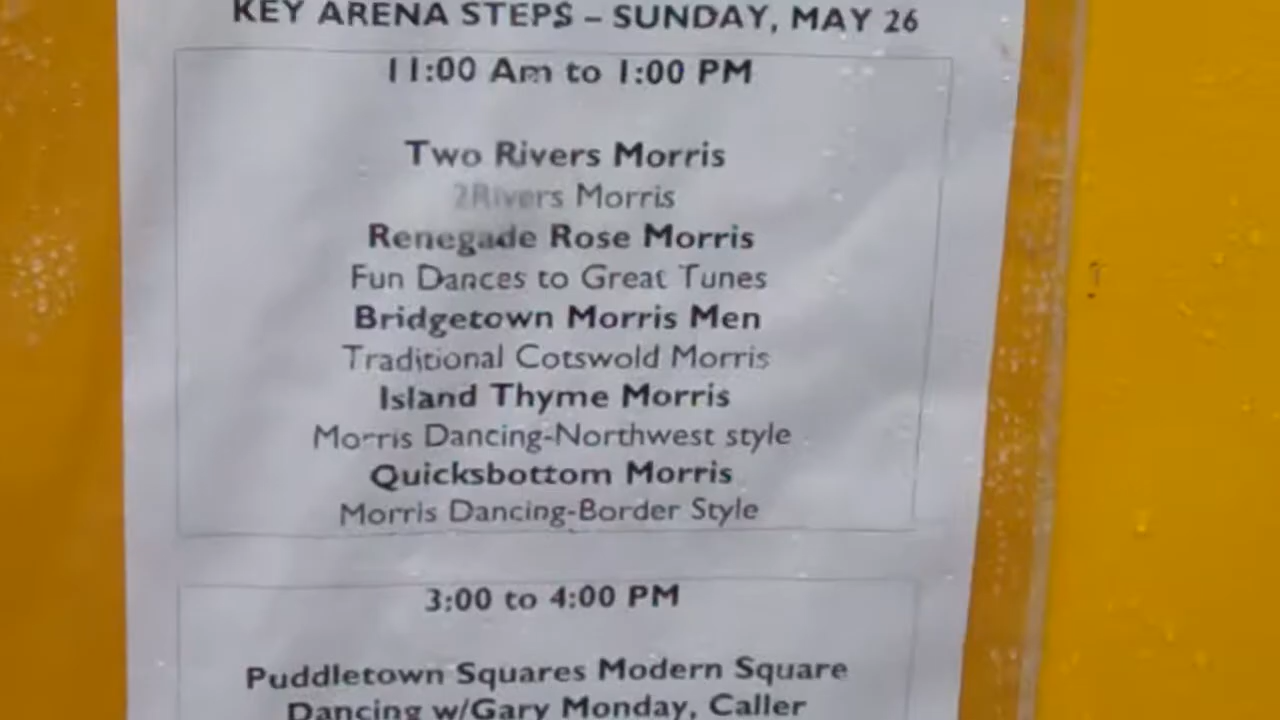 KEY ARENA STEPS – SUNDAY, MAY 26
11:00 Am to 1:00 PM
Two Rivers Morris
2Rivers Morris
Renegade Rose Morris
Fun Dances to Great Tunes
Bridgetown Morris Men
Traditional Cotswold Morris
Island Thyme Morris
Morris Dancing-Northwest style
Quicksbottom Morris
Morris Dancing-Border Style
3:00 to 4:00 PM
Puddletown Squares Modern Square
Dancing w/Gary Monday, Caller